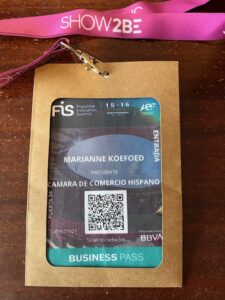 SHOW2BE
FiS Franchise Innovation Summit
15-16
ENTRADA
MARIANNE KOEFOED
PRESIDENTA
CAMARA DE COMERCIO HISPANO
PUERTA
Scan to network
BBVA
BUSINESS PASS